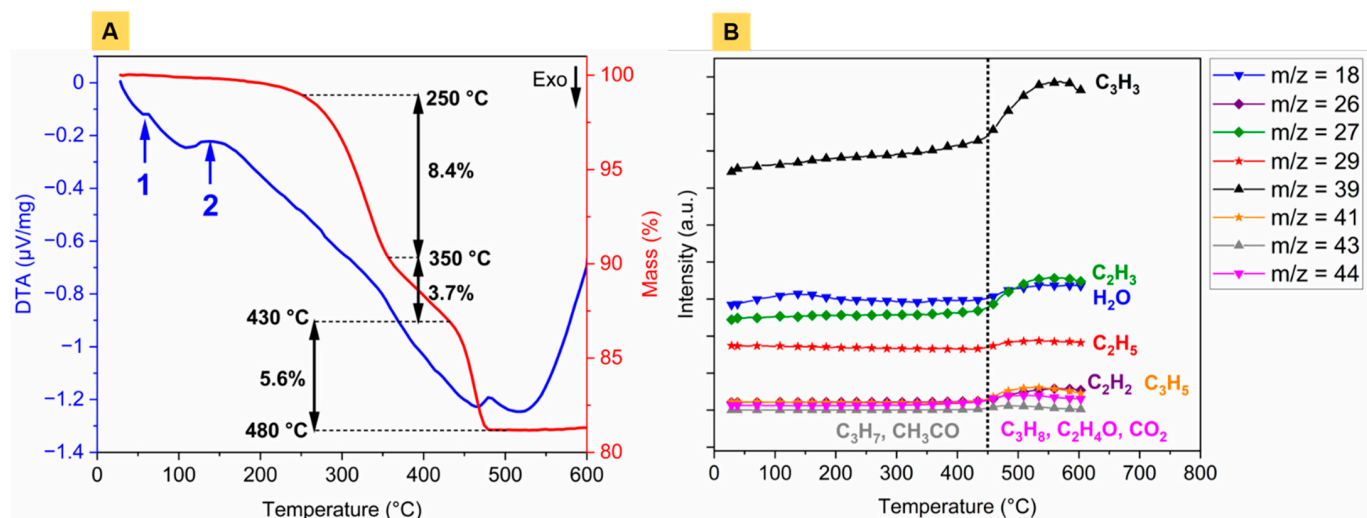 A
B
Exo
250 °C
8.4%
350 °C
3.7%
430 °C
5.6%
480 °C
1
2
0
−0.2
−0.4
−0.6
−0.8
−1
−1.2
−1.4
DTA (µV/mg)
100
95
90
85
80
Mass (%)
0 100 200 300 400 500 600
Temperature (°C)
Intensity (a.u.)
C₃H₃
C₂H₃
H₂O
C₂H₅
C₂H₂ C₃H₅
C₃H₇, CH₃CO
C₃H₈, C₂H₄O, CO₂
0 100 200 300 400 500 600 700 800
Temperature (°C)
m/z = 18
m/z = 26
m/z = 27
m/z = 29
m/z = 39
m/z = 41
m/z = 43
m/z = 44